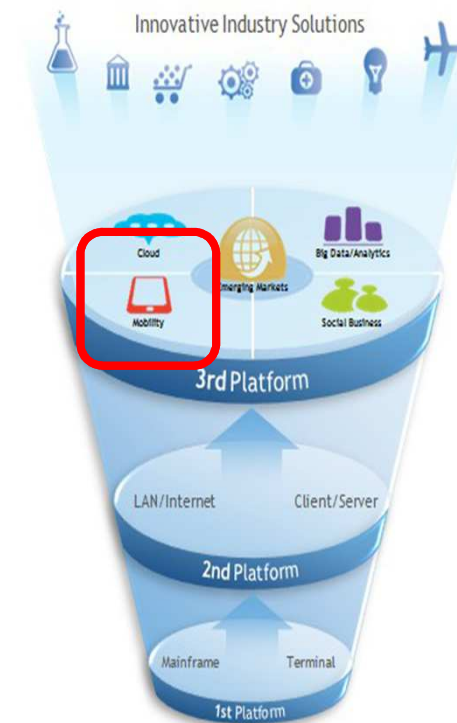 Innovative Industry Solutions
Cloud
Big Data/Analytics
Emerging Markets
Mobility
Social Business
3rd Platform
LAN/Internet
Client/Server
2nd Platform
Mainframe
Terminal
1st Platform